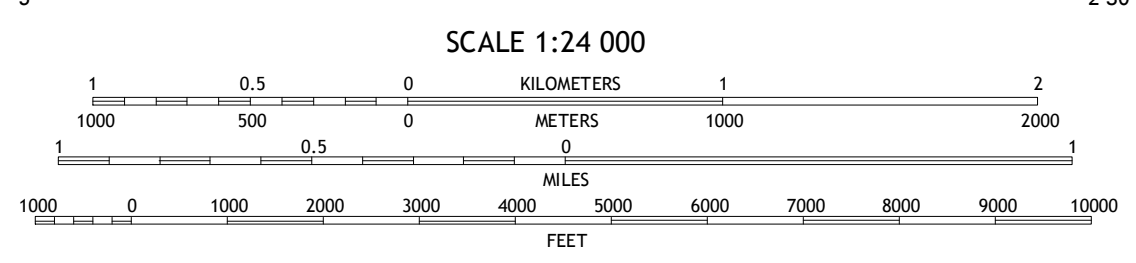 SCALE 1:24 000
1 0.5 0 KILOMETERS 1 2
1000 500 0 METERS 1000 2000
1 0.5 0 1
MILES
1000 0 1000 2000 3000 4000 5000 6000 7000 8000 9000 10000
FEET